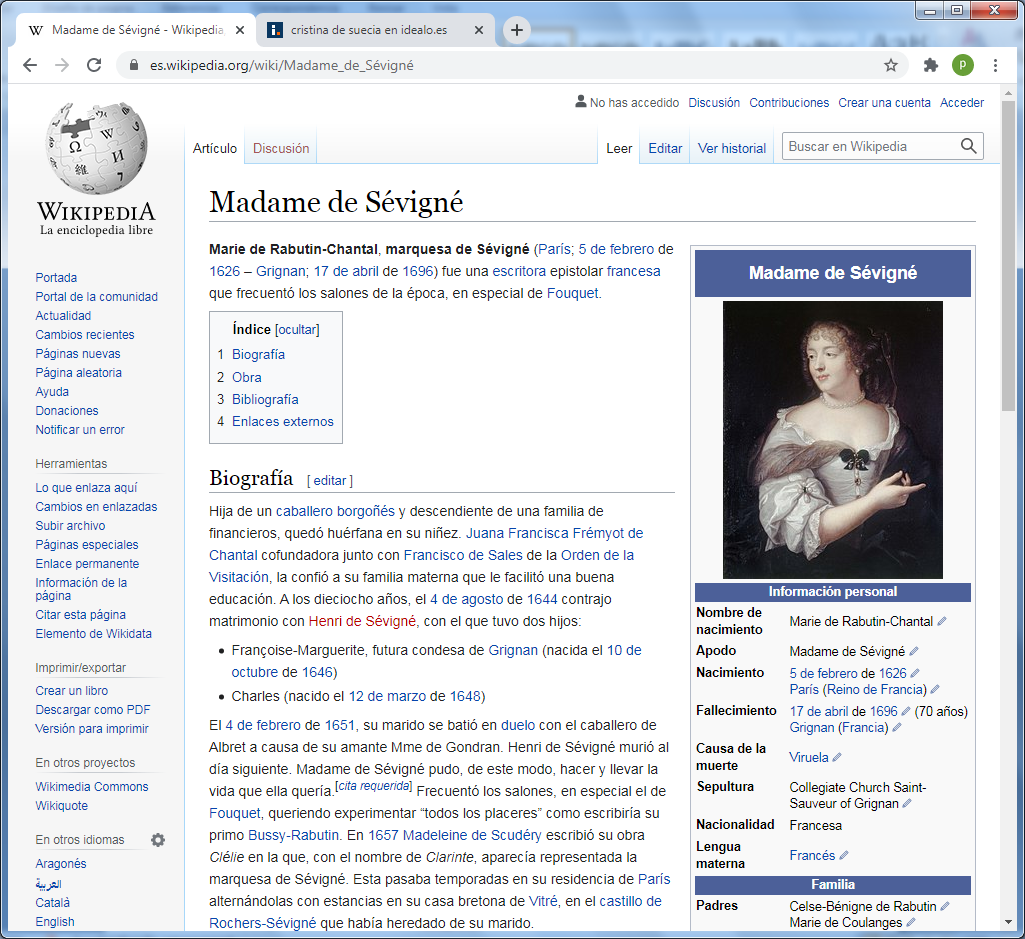 Madame de Sévigné - Wikipedia,
cristina de suecia en idealo.es
es.wikipedia.org/wiki/Madame_de_Sévigné
p
No has accedido Discusión Contribuciones Crear una cuenta Acceder
WIKIPEDIA
La enciclopedia libre
Artículo Discusión Leer Editar Ver historial Buscar en Wikipedia
Portada
Portal de la comunidad
Actualidad
Cambios recientes
Páginas nuevas
Página aleatoria
Ayuda
Donaciones
Notificar un error
Herramientas
Lo que enlaza aquí
Cambios en enlazadas
Subir archivo
Páginas especiales
Enlace permanente
Información de la
página
Citar esta página
Elemento de Wikidata
Imprimir/exportar
Crear un libro
Descargar como PDF
Versión para imprimir
En otros proyectos
Wikimedia Commons
Wikiquote
En otros idiomas
Aragonés
العربية
Català
English
Madame de Sévigné
Marie de Rabutin-Chantal, marquesa de Sévigné (París; 5 de febrero de
1626 – Grignan; 17 de abril de 1696) fue una escritora epistolar francesa
que frecuentó los salones de la época, en especial de Fouquet.
Índice [ocultar]
1 Biografía
2 Obra
3 Bibliografía
4 Enlaces externos
Biografía [ editar ]
Hija de un caballero borgoñés y descendiente de una familia de
financieros, quedó huérfana en su niñez. Juana Francisca Frémyot de
Chantal cofundadora junto con Francisco de Sales de la Orden de la
Visitación, la confió a su familia materna que le facilitó una buena
educación. A los dieciocho años, el 4 de agosto de 1644 contrajo
matrimonio con Henri de Sévigné, con el que tuvo dos hijos:
• Françoise-Marguerite, futura condesa de Grignan (nacida el 10 de
octubre de 1646)
• Charles (nacido el 12 de marzo de 1648)
El 4 de febrero de 1651, su marido se batió en duelo con el caballero de
Albret a causa de su amante Mme de Gondran. Henri de Sévigné murió al
día siguiente. Madame de Sévigné pudo, de este modo, hacer y llevar la
vida que ella quería.[cita requerida] Frecuentó los salones, en especial el de
Fouquet, queriendo experimentar “todos los placeres” como escribiría su
primo Bussy-Rabutin. En 1657 Madeleine de Scudéry escribió su obra
Clélie en la que, con el nombre de Clarinte, aparecía representada la
marquesa de Sévigné. Esta pasaba temporadas en su residencia de París
alternándolas con estancias en su casa bretona de Vitré, en el castillo de
Rochers-Sévigné que había heredado de su marido.
Madame de Sévigné
Información personal
Nombre de
nacimiento Marie de Rabutin-Chantal
Apodo Madame de Sévigné
Nacimiento 5 de febrero de 1626
París (Reino de Francia)
Fallecimiento 17 de abril de 1696 (70 años)
Grignan (Francia)
Causa de la
muerte Viruela
Sepultura Collegiate Church Saint-
Sauveur of Grignan
Nacionalidad Francesa
Lengua
materna Francés
Familia
Padres Celse-Bénigne de Rabutin
Marie de Coulanges